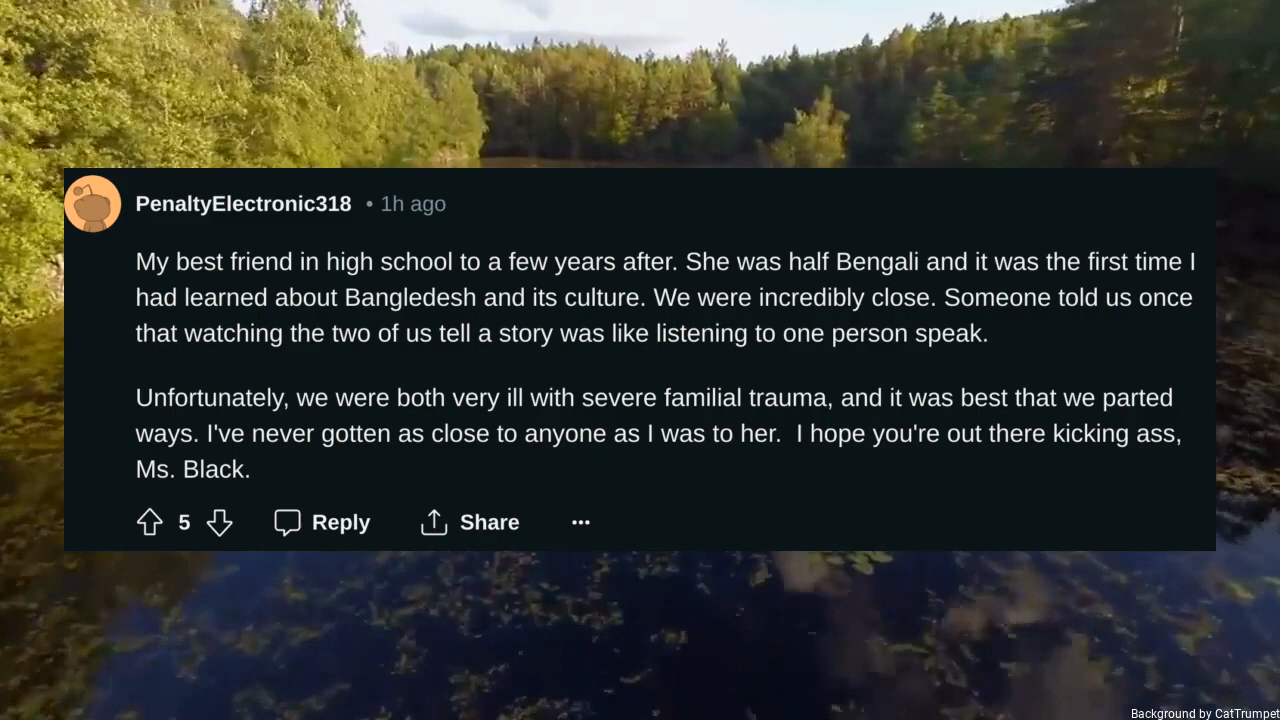 PenaltyElectronic318 • 1h ago
My best friend in high school to a few years after. She was half Bengali and it was the first time I
had learned about Bangledesh and its culture. We were incredibly close. Someone told us once
that watching the two of us tell a story was like listening to one person speak.
Unfortunately, we were both very ill with severe familial trauma, and it was best that we parted
ways. I've never gotten as close to anyone as I was to her.  I hope you're out there kicking ass,
Ms. Black.
5 Reply Share
Background by CatTrumpet